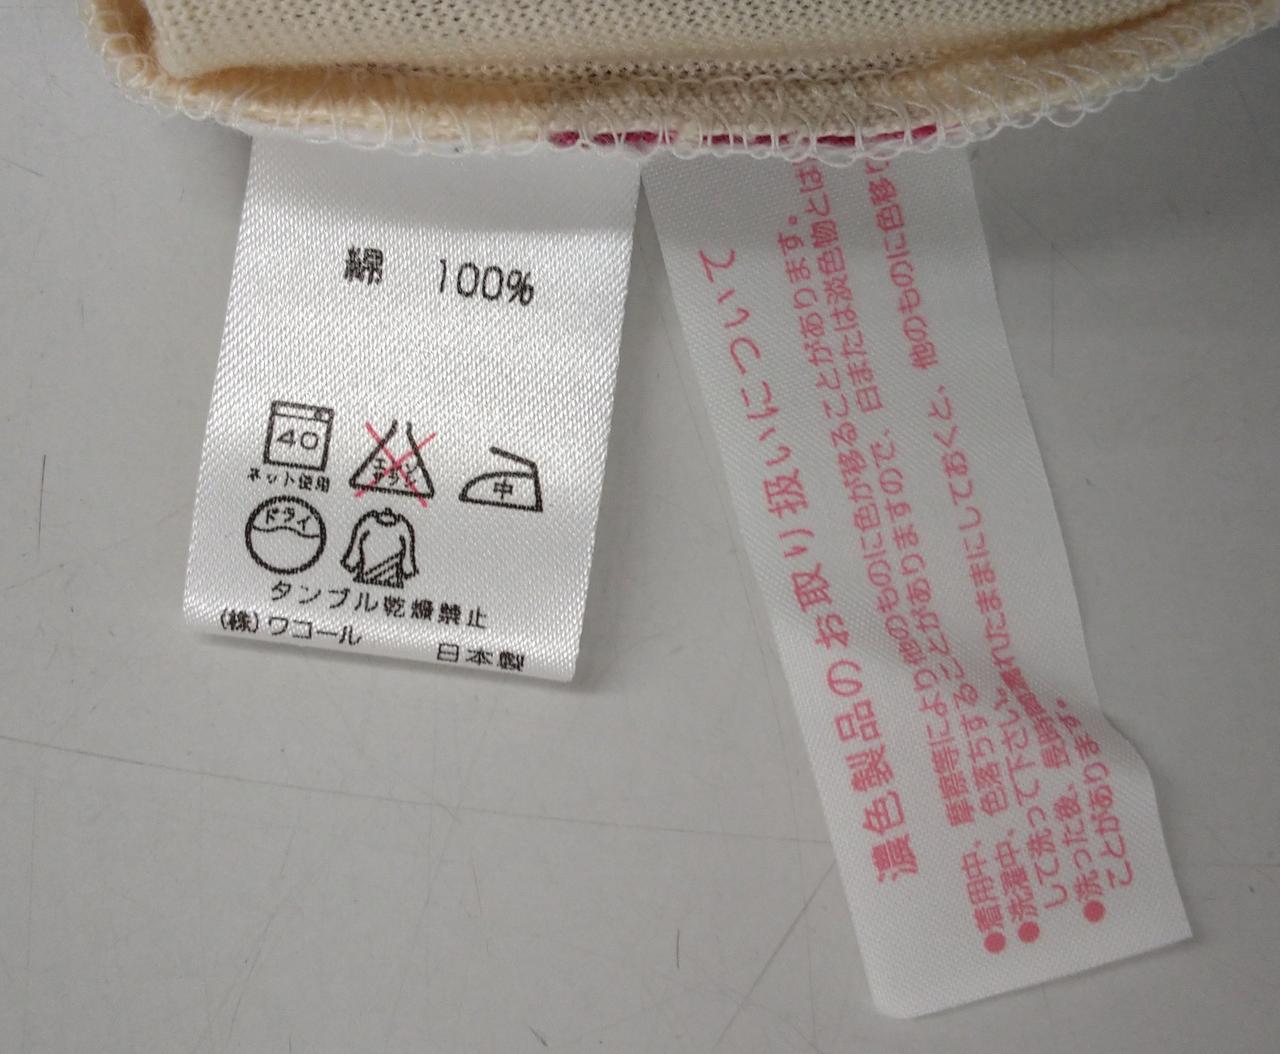 綿 100%
40
ネット使用
エンソサラシ
中
ドライ
タンブル乾燥禁止
(株)ワコール
日本製
濃色製品のお取り扱いについて
●着用中、摩擦等により他のものに色が移ることがあります。
●洗濯中、色落ちすることがありますので、白または淡色物とは
して洗って下さい。
●洗った後、長時間濡れたままにしておくと、他のものに色移り
ことがあります。